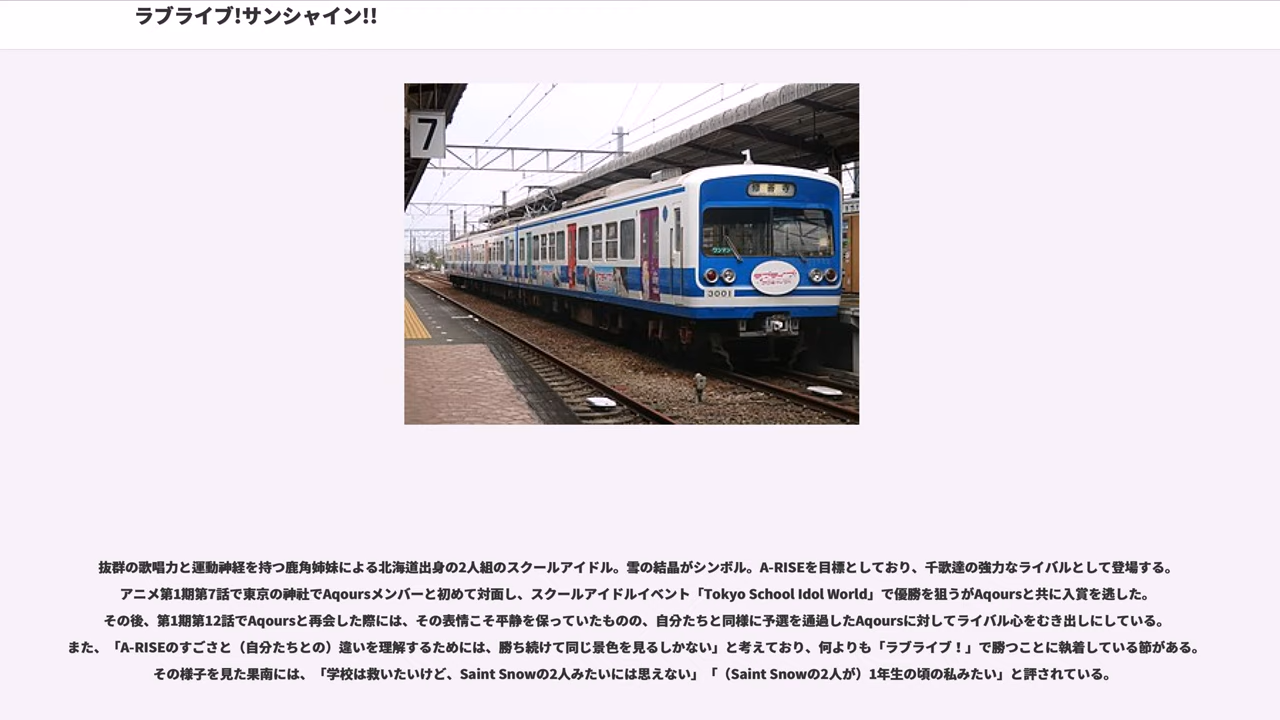 ラブライブ!サンシャイン!!
7
修善寺
ワンマン
3001
抜群の歌唱力と運動神経を持つ鹿角姉妹による北海道出身の2人組のスクールアイドル。雪の結晶がシンボル。A-RISEを目標としており、千歌達の強力なライバルとして登場する。
アニメ第1期第7話で東京の神社でAqoursメンバーと初めて対面し、スクールアイドルイベント「Tokyo School Idol World」で優勝を狙うがAqoursと共に入賞を逃した。
その後、第1期第12話でAqoursと再会した際には、その表情こそ平静を保っていたものの、自分たちと同様に予選を通過したAqoursに対してライバル心をむき出しにしている。
また、「A-RISEのすごさと（自分たちとの）違いを理解するためには、勝ち続けて同じ景色を見るしかない」と考えており、何よりも「ラブライブ！」で勝つことに執着している節がある。
その様子を見た果南には、「学校は救いたいけど、Saint Snowの2人みたいには思えない」「（Saint Snowの2人が）1年生の頃の私みたい」と評されている。